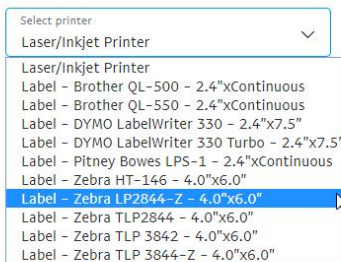 Select printer
Laser/Inkjet Printer
Laser/Inkjet Printer
Label - Brother QL-500 - 2.4"xContinuous
Label - Brother QL-550 - 2.4"xContinuous
Label - DYMO LabelWriter 330 - 2.4"x7.5"
Label - DYMO LabelWriter 330 Turbo - 2.4"x7.5"
Label - Pitney Bowes LPS-1 - 2.4"xContinuous
Label - Zebra HT-146 - 4.0"x6.0"
Label - Zebra LP2844-Z - 4.0"x6.0"
Label - Zebra TLP2844 - 4.0"x6.0"
Label - Zebra TLP 3842 - 4.0"x6.0"
Label - Zebra TLP 3844-Z - 4.0"x6.0"